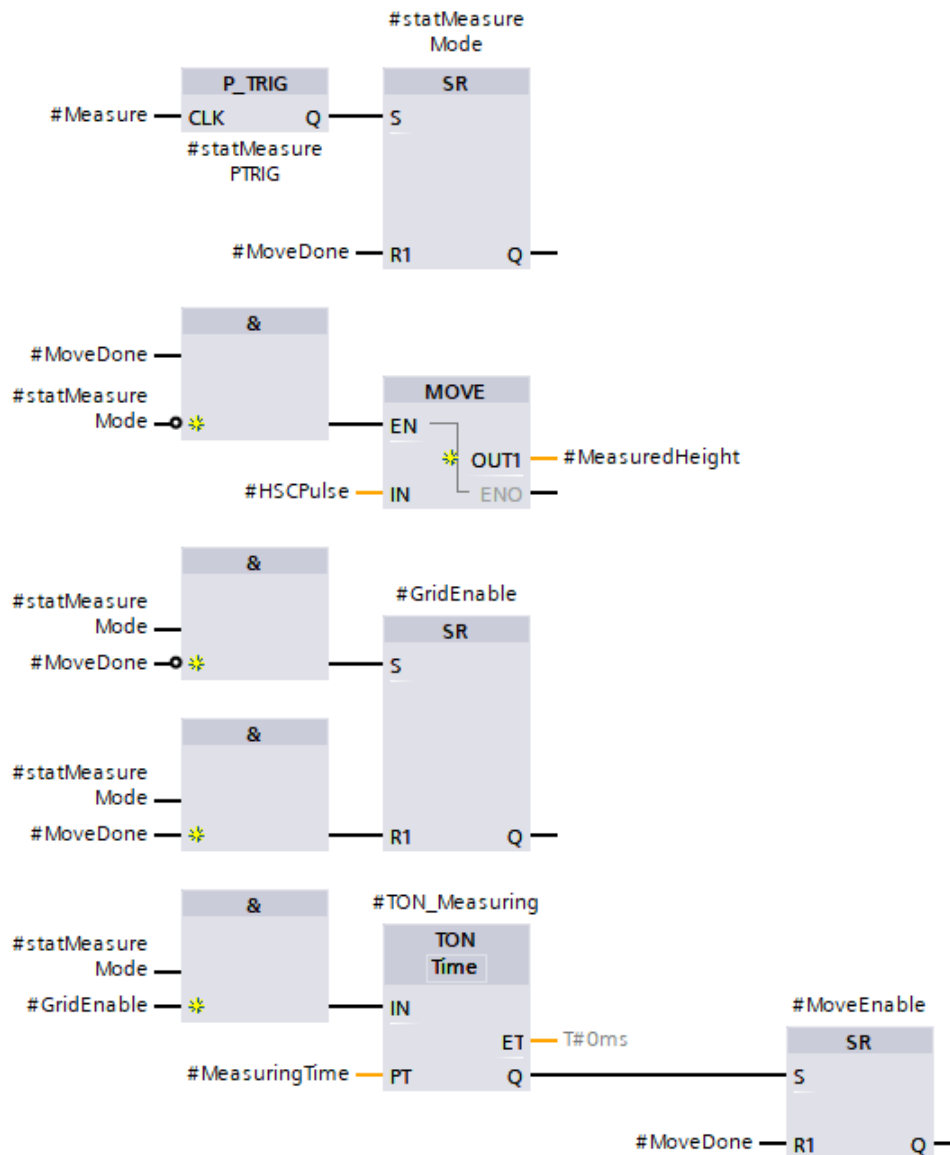 #statMeasure
Mode
P_TRIG
SR
#Measure
CLK
Q
S
#statMeasure
PTRIG
#MoveDone
R1
Q
&
#MoveDone
#statMeasure
Mode
MOVE
EN
OUT1
#MeasuredHeight
#HSCPulse
IN
ENO
&
#GridEnable
#statMeasure
Mode
SR
#MoveDone
S
&
#statMeasure
Mode
#MoveDone
R1
Q
&
#TON_Measuring
TON
Time
#statMeasure
Mode
#GridEnable
IN
#MoveEnable
ET
T#0ms
SR
#MeasuringTime
PT
Q
S
#MoveDone
R1
Q